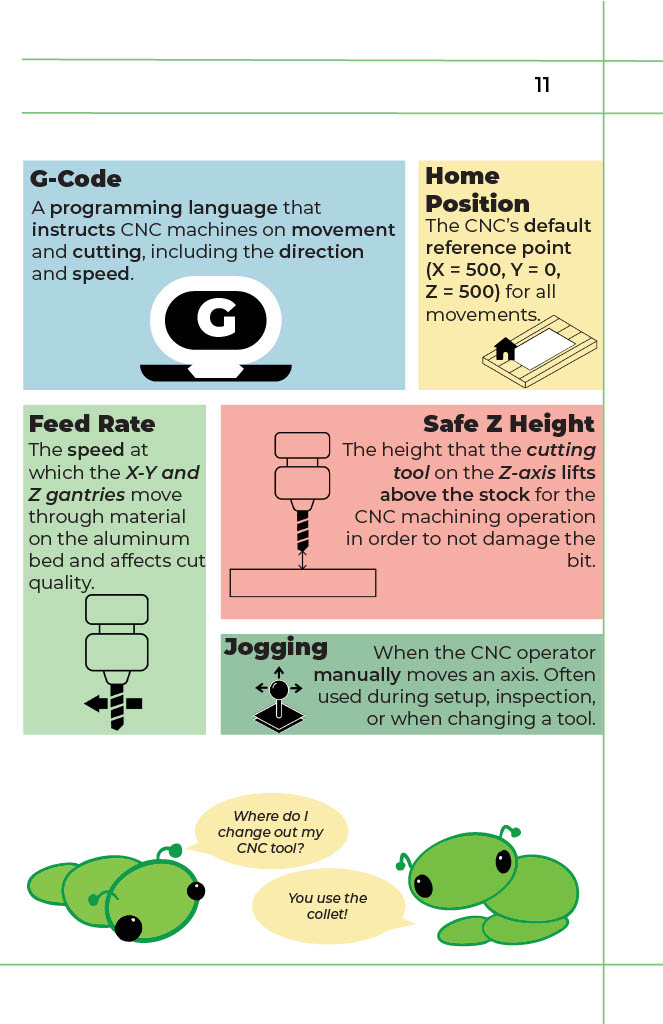 11
G-Code
A programming language that
instructs CNC machines on movement
and cutting, including the direction
and speed.
G
Home
Position
The CNC's default
reference point
(X = 500, Y = 0,
Z = 500) for all
movements.
Feed Rate
The speed at
which the X-Y and
Z gantries move
through material
on the aluminum
bed and affects cut
quality.
Safe Z Height
The height that the cutting
tool on the Z-axis lifts
above the stock for the
CNC machining operation
in order to not damage the
bit.
Jogging
When the CNC operator
manually moves an axis. Often
used during setup, inspection,
or when changing a tool.
Where do I
change out my
CNC tool?
You use the
collet!